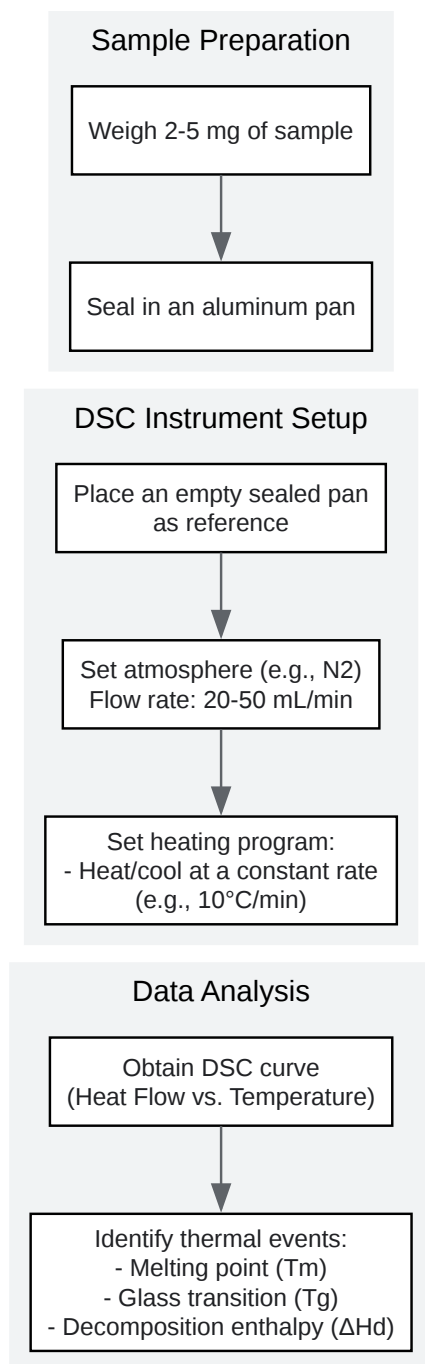 Sample Preparation
Weigh 2-5 mg of sample
Seal in an aluminum pan
DSC Instrument Setup
Place an empty sealed pan
as reference
Set atmosphere (e.g., N2)
Flow rate: 20-50 mL/min
Set heating program:
- Heat/cool at a constant rate
(e.g., 10°C/min)
Data Analysis
Obtain DSC curve
(Heat Flow vs. Temperature)
Identify thermal events:
- Melting point (Tm)
- Glass transition (Tg)
- Decomposition enthalpy (ΔHd)